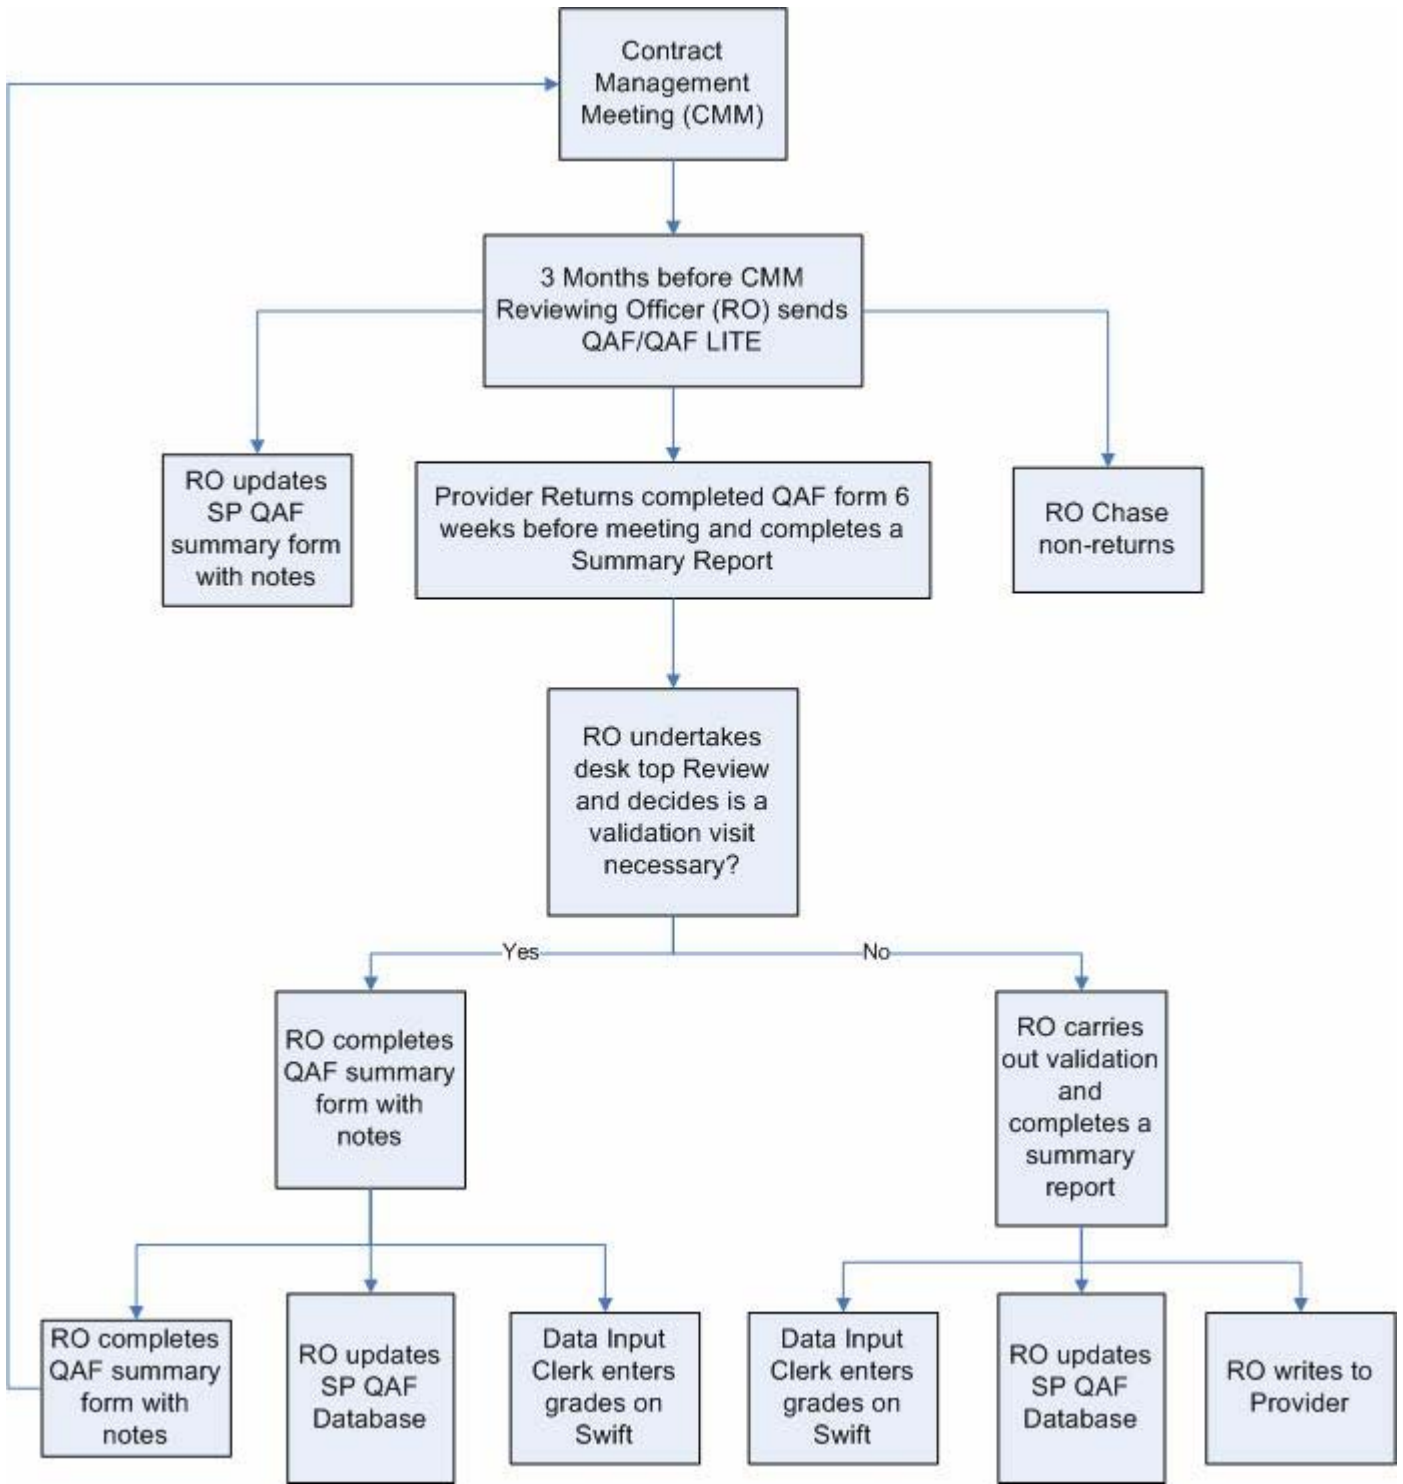 Contract
Management
Meeting (CMM)
3 Months before CMM
Reviewing Officer (RO) sends
QAF/QAF LITE
RO updates
SP QAF
summary form
with notes
Provider Returns completed QAF form 6
weeks before meeting and completes a
Summary Report
RO Chase
non-returns
RO undertakes
desk top Review
and decides is a
validation visit
necessary?
Yes
No
RO completes
QAF summary
form with
notes
RO carries
out validation
and
completes a
summary
report
RO completes
QAF summary
form with
notes
RO updates
SP QAF
Database
Data Input
Clerk enters
grades on
Swift
Data Input
Clerk enters
grades on
Swift
RO updates
SP QAF
Database
RO writes to
Provider